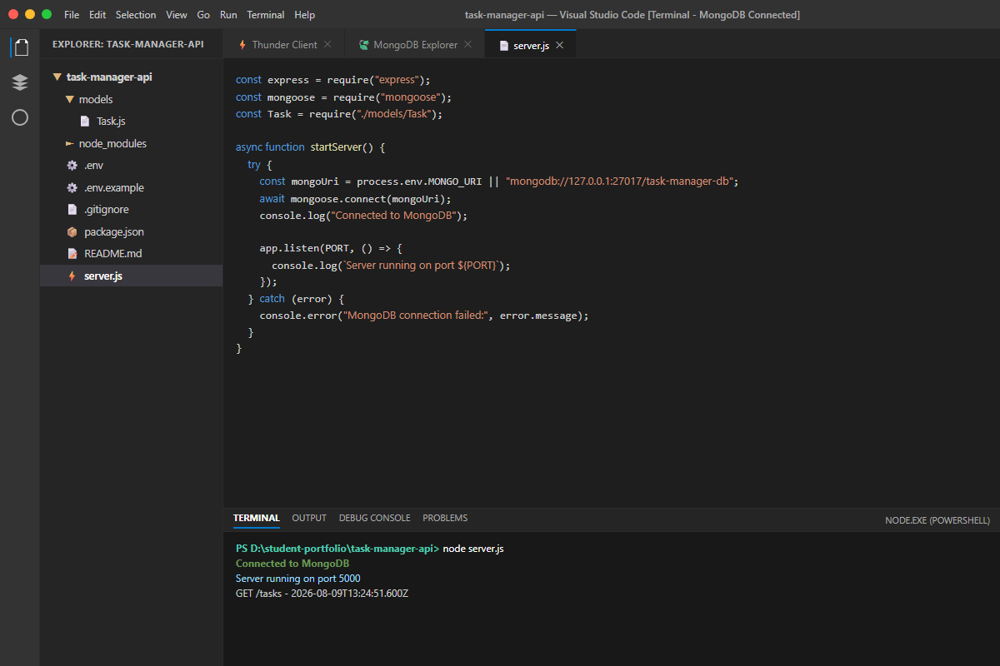 File Edit Selection View Go Run Terminal Help
task-manager-api — Visual Studio Code [Terminal - MongoDB Connected]
EXPLORER: TASK-MANAGER-API
task-manager-api
models
Task.js
node_modules
.env
.env.example
.gitignore
package.json
README.md
server.js
Thunder Client
MongoDB Explorer
server.js
const express = require("express");
const mongoose = require("mongoose");
const Task = require("./models/Task");
async function startServer() {
try {
const mongoUri = process.env.MONGO_URI || "mongodb://127.0.0.1:27017/task-manager-db";
await mongoose.connect(mongoUri);
console.log("Connected to MongoDB");
app.listen(PORT, () => {
console.log(`Server running on port ${PORT}`);
});
} catch (error) {
console.error("MongoDB connection failed:", error.message);
}
}
TERMINAL OUTPUT DEBUG CONSOLE PROBLEMS
NODE.EXE (POWERSHELL)
PS D:\student-portfolio\task-manager-api> node server.js
Connected to MongoDB
Server running on port 5000
GET /tasks - 2026-08-09T13:24:51.600Z